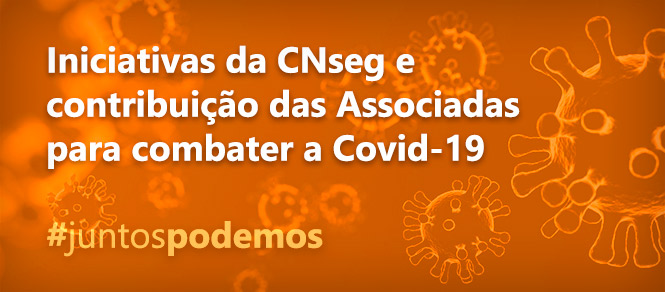 Iniciativas da CNseg e
contribuição das Associadas
para combater a Covid-19
#juntospodemos